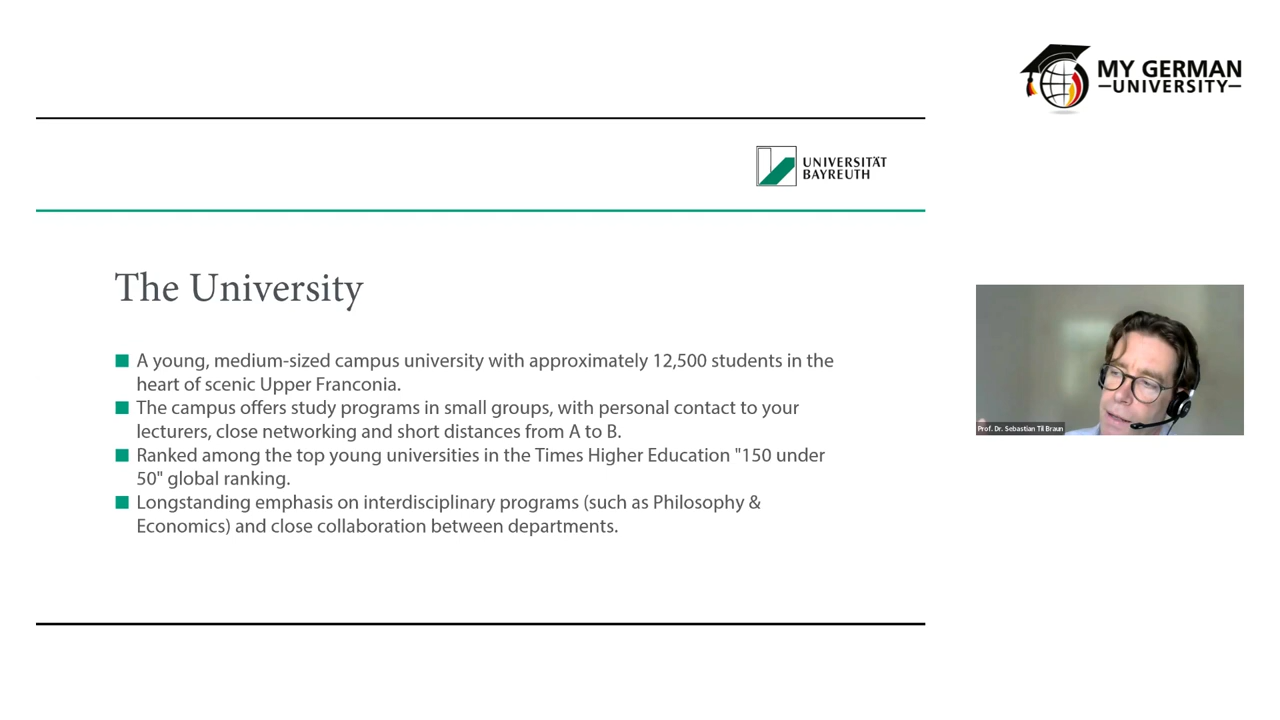 MY GERMAN
UNIVERSITY
UNIVERSITÄT
BAYREUTH
The University
A young, medium-sized campus university with approximately 12,500 students in the
heart of scenic Upper Franconia.
The campus offers study programs in small groups, with personal contact to your
lecturers, close networking and short distances from A to B.
Ranked among the top young universities in the Times Higher Education "150 under
50" global ranking.
Longstanding emphasis on interdisciplinary programs (such as Philosophy &
Economics) and close collaboration between departments.
Prof. Dr. Sebastian Til Braun